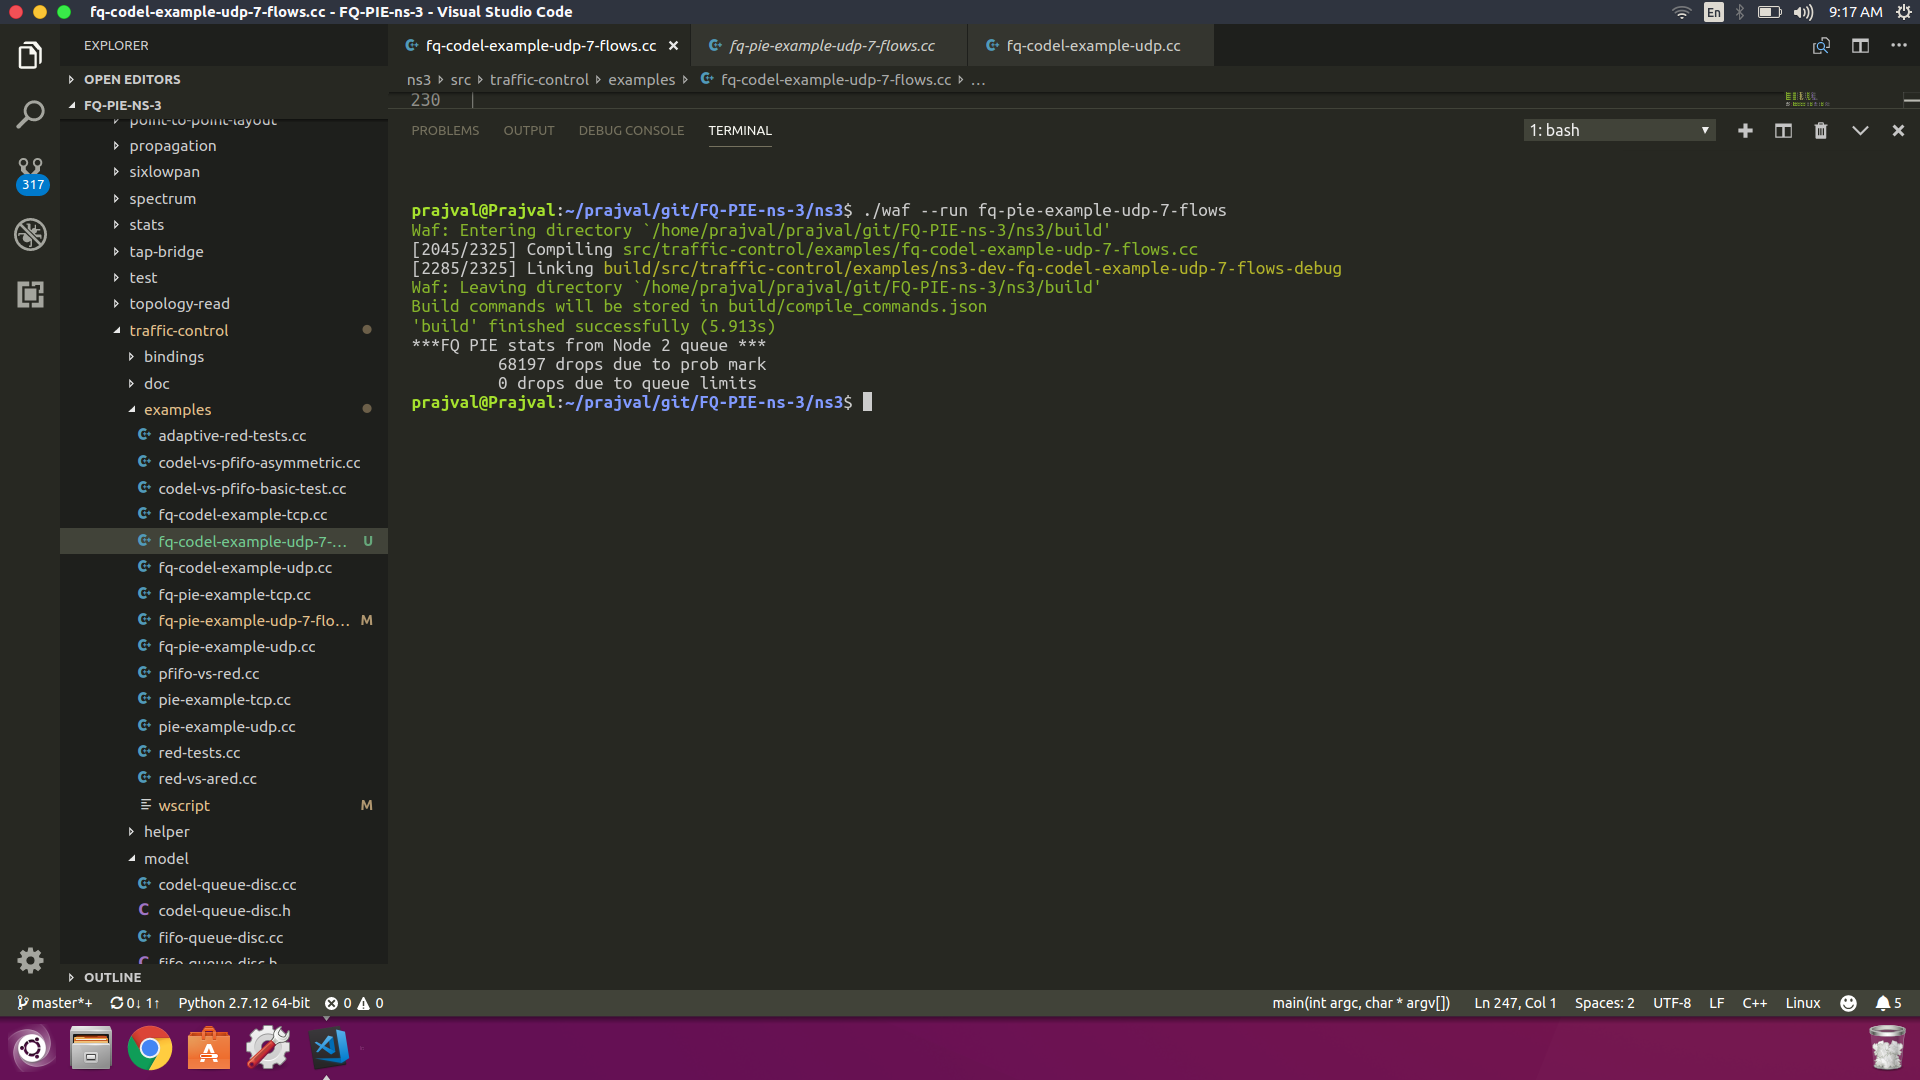 fq-codel-example-udp-7-flows.cc - FQ-PIE-ns-3 - Visual Studio Code
En
9:17 AM
EXPLORER
OPEN EDITORS
FQ-PIE-NS-3
point-to-point-layout
propagation
sixlowpan
spectrum
stats
tap-bridge
test
topology-read
traffic-control
bindings
doc
examples
adaptive-red-tests.cc
codel-vs-pfifo-asymmetric.cc
codel-vs-pfifo-basic-test.cc
fq-codel-example-tcp.cc
fq-codel-example-udp-7-... U
fq-codel-example-udp.cc
fq-pie-example-tcp.cc
fq-pie-example-udp-7-flo... M
fq-pie-example-udp.cc
pfifo-vs-red.cc
pie-example-tcp.cc
pie-example-udp.cc
red-tests.cc
red-vs-ared.cc
wscript M
helper
model
codel-queue-disc.cc
codel-queue-disc.h
fifo-queue-disc.cc
fifo-queue-disc.h
OUTLINE
317
fq-codel-example-udp-7-flows.cc
fq-pie-example-udp-7-flows.cc
fq-codel-example-udp.cc
ns3 src traffic-control examples fq-codel-example-udp-7-flows.cc ...
230
PROBLEMS OUTPUT DEBUG CONSOLE TERMINAL
1: bash
prajval@Prajval:~/prajval/git/FQ-PIE-ns-3/ns3$ ./waf --run fq-pie-example-udp-7-flows
Waf: Entering directory `/home/prajval/prajval/git/FQ-PIE-ns-3/ns3/build'
[2045/2325] Compiling src/traffic-control/examples/fq-codel-example-udp-7-flows.cc
[2285/2325] Linking build/src/traffic-control/examples/ns3-dev-fq-codel-example-udp-7-flows-debug
Waf: Leaving directory `/home/prajval/prajval/git/FQ-PIE-ns-3/ns3/build'
Build commands will be stored in build/compile_commands.json
'build' finished successfully (5.913s)
***FQ PIE stats from Node 2 queue ***
68197 drops due to prob mark
0 drops due to queue limits
prajval@Prajval:~/prajval/git/FQ-PIE-ns-3/ns3$
master*+ 0↓ 1↑ Python 2.7.12 64-bit 0 0
main(int argc, char * argv[]) Ln 247, Col 1 Spaces: 2 UTF-8 LF C++ Linux 5